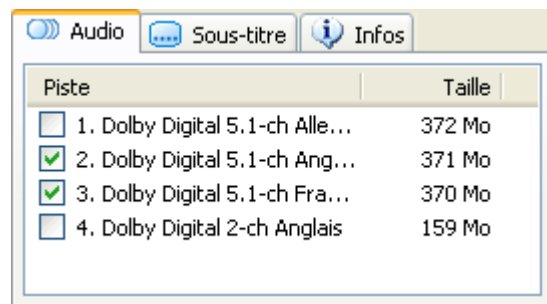 Audio Sous-titre Infos
Piste Taille
1. Dolby Digital 5.1-ch Alle... 372 Mo
2. Dolby Digital 5.1-ch Ang... 371 Mo
3. Dolby Digital 5.1-ch Fra... 370 Mo
4. Dolby Digital 2-ch Anglais 159 Mo